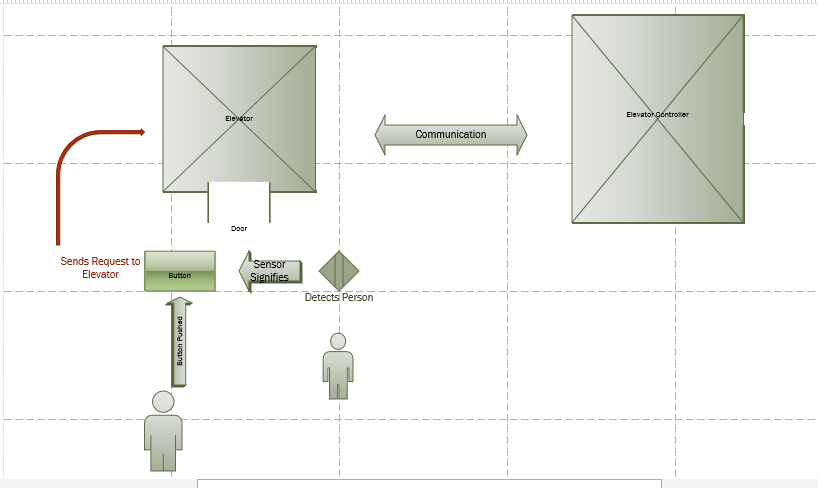 Elevator
Elevator Controller
Communication
Door
Sends Request to
Elevator
Button
Sensor
Signifies
Detects Person
Button Pushed